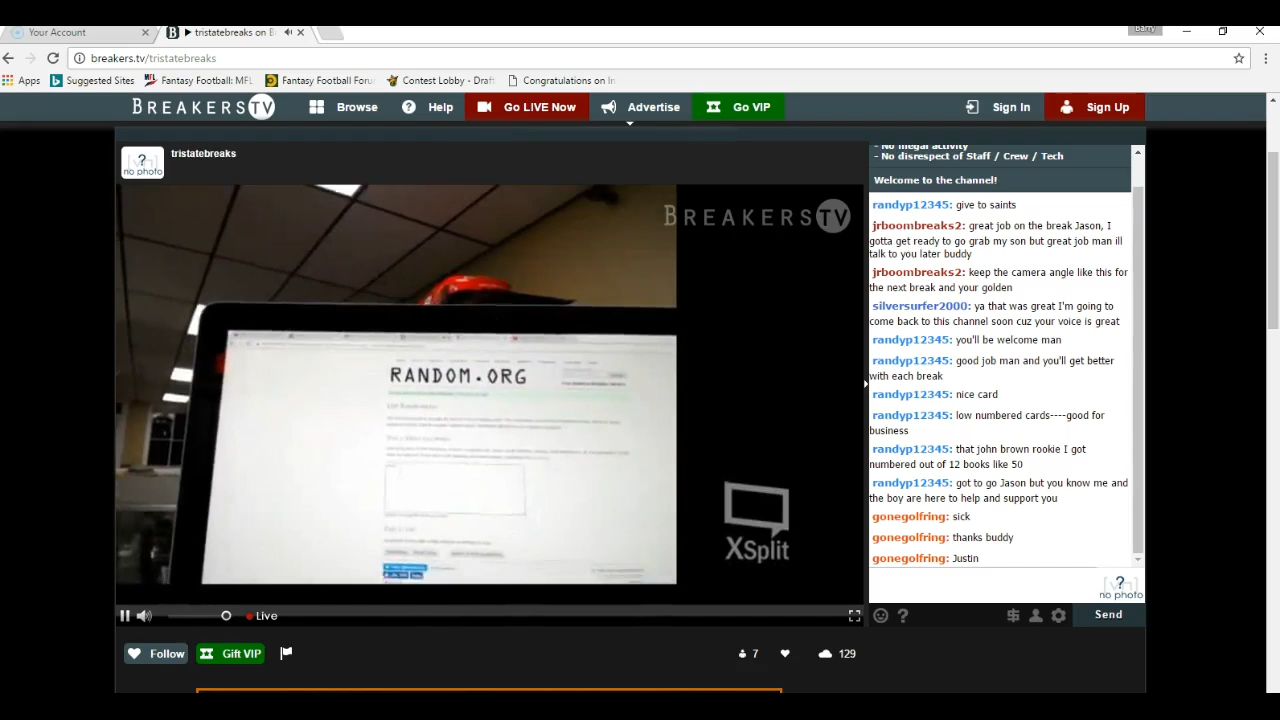 Your Account
tristatebreaks on B
Barry
breakers.tv/tristatebreaks
Apps
Suggested Sites
Fantasy Football: MFL
Fantasy Football Foru
Contest Lobby - Draft
Congratulations on In
BREAKERSTV
Browse
Help
Go LIVE Now
Advertise
Go VIP
Sign In
Sign Up
? no photo
tristatebreaks
BREAKERSTV
RANDOM.ORG
XSplit
Live
- No illegal activity
- No disrespect of Staff / Crew / Tech
Welcome to the channel!
randyp12345: give to saints
jrboombreaks2: great job on the break Jason, I
gotta get ready to go grab my son but great job man ill
talk to you later buddy
jrboombreaks2: keep the camera angle like this for
the next break and your golden
silversurfer2000: ya that was great I'm going to
come back to this channel soon cuz your voice is great
randyp12345: you'll be welcome man
randyp12345: good job man and you'll get better
with each break
randyp12345: nice card
randyp12345: low numbered cards----good for
business
randyp12345: that john brown rookie I got
numbered out of 12 books like 50
randyp12345: got to go Jason but you know me and
the boy are here to help and support you
gonegolfring: sick
gonegolfring: thanks buddy
gonegolfring: Justin
? no photo
Send
Follow
Gift VIP
7
129